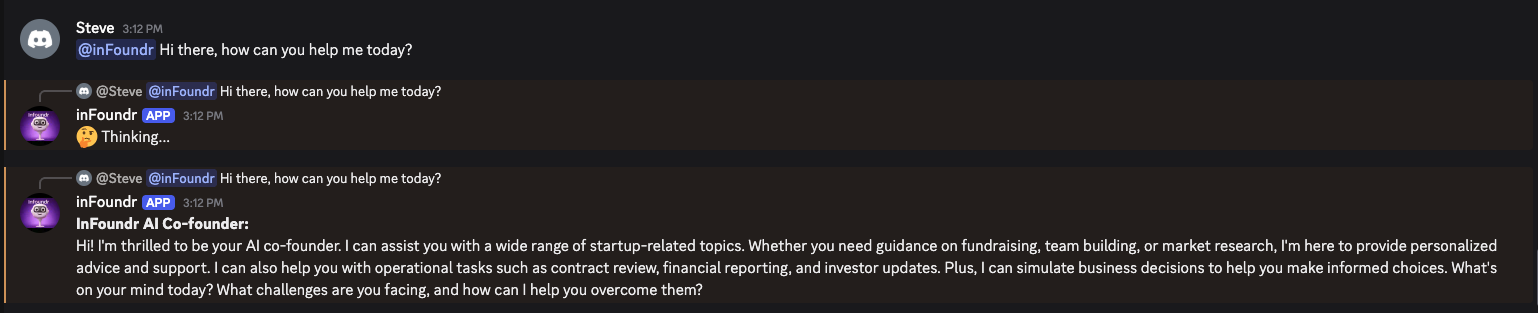 Steve 3:12 PM
@inFoundr Hi there, how can you help me today?
@Steve @inFoundr Hi there, how can you help me today?
inFoundr APP 3:12 PM
🤔 Thinking...
@Steve @inFoundr Hi there, how can you help me today?
inFoundr APP 3:12 PM
InFoundr AI Co-founder:
Hi! I'm thrilled to be your AI co-founder. I can assist you with a wide range of startup-related topics. Whether you need guidance on fundraising, team building, or market research, I'm here to provide personalized
advice and support. I can also help you with operational tasks such as contract review, financial reporting, and investor updates. Plus, I can simulate business decisions to help you make informed choices. What's
on your mind today? What challenges are you facing, and how can I help you overcome them?